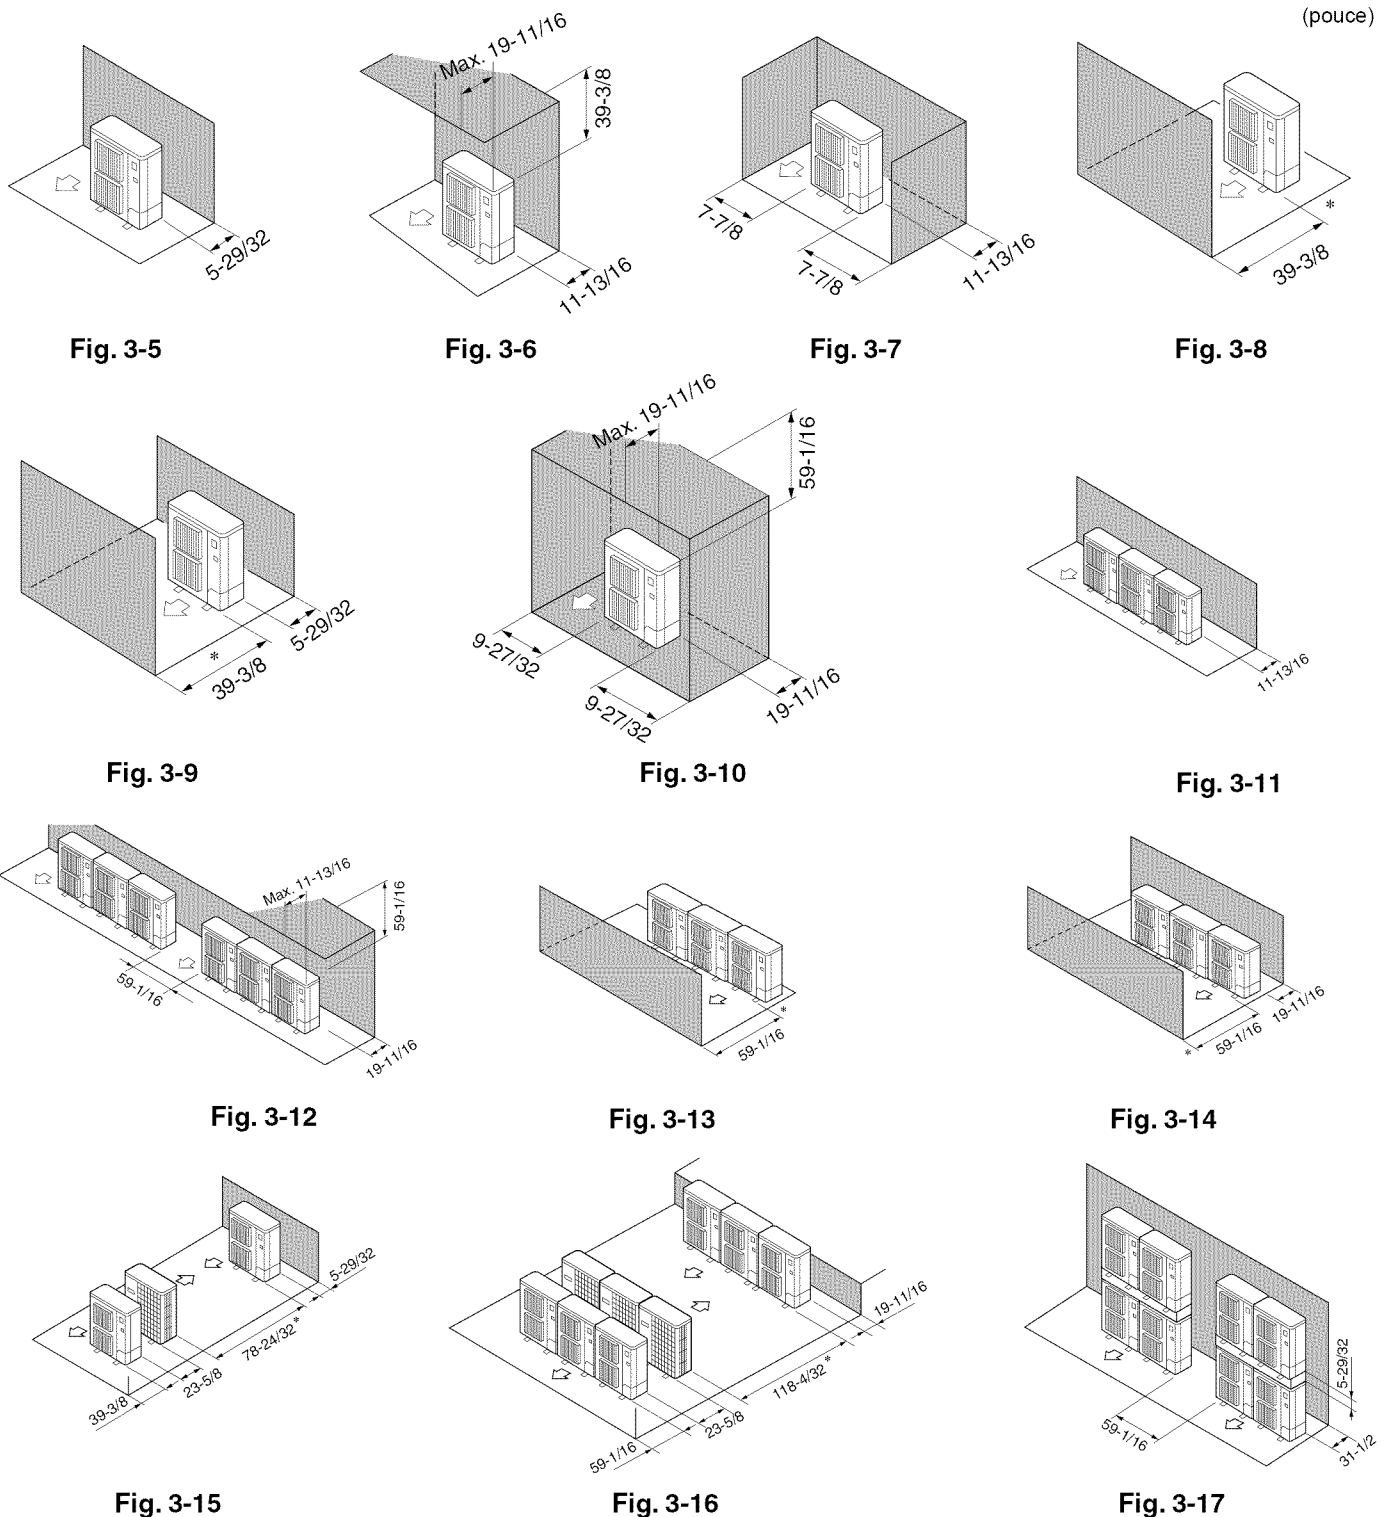 (pouce)
5-29/32
Fig. 3-5
Max. 19-11/16
39-3/8
11-13/16
Fig. 3-6
7-7/8
7-7/8
11-13/16
Fig. 3-7
*
39-3/8
Fig. 3-8
5-29/32
*
39-3/8
Fig. 3-9
Max. 19-11/16
59-1/16
9-27/32
9-27/32
19-11/16
Fig. 3-10
11-13/16
Fig. 3-11
Max. 11-13/16
59-1/16
59-1/16
19-11/16
Fig. 3-12
*
59-1/16
Fig. 3-13
19-11/16
59-1/16
*
Fig. 3-14
5-29/32
78-24/32*
23-5/8
39-3/8
Fig. 3-15
19-11/16
118-4/32*
23-5/8
59-1/16
Fig. 3-16
5-29/32
59-1/16
31-1/2
Fig. 3-17